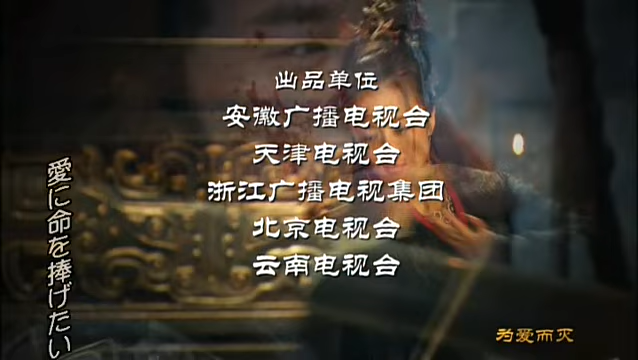 出品单位
安徽广播电视台
天津电视台
浙江广播电视集团
北京电视台
云南电视台
愛に命を捧げたい
为爱而灭